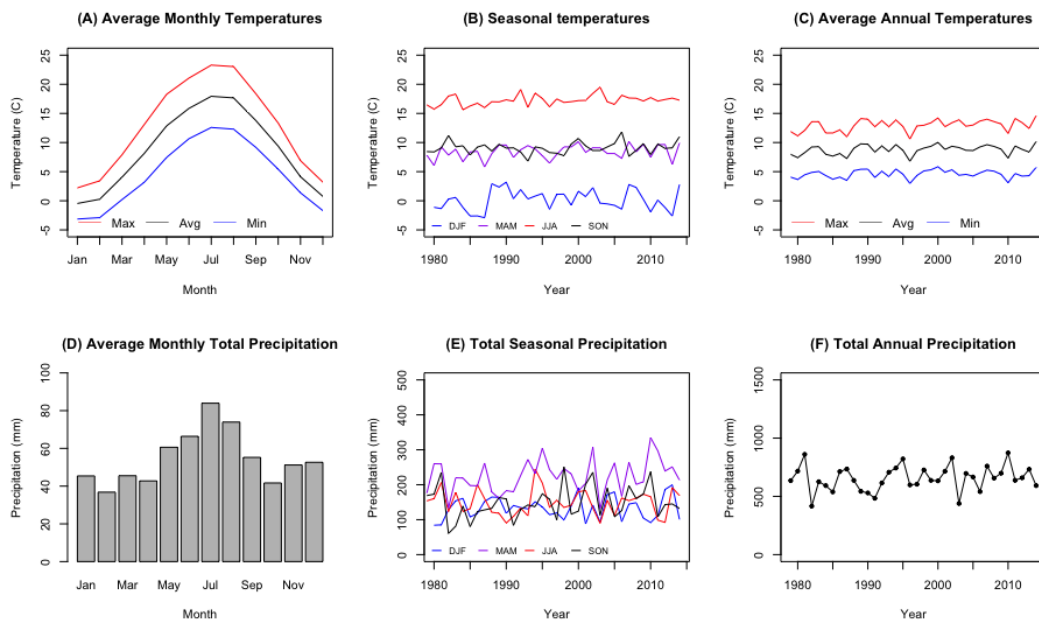 (A) Average Monthly Temperatures
Temperature (C)
25
20
15
10
5
0
-5
Max Avg Min
Jan Mar May Jul Sep Nov
Month
(B) Seasonal temperatures
Temperature (C)
25
20
15
10
5
0
-5
DJF MAM JJA SON
1980 1990 2000 2010
Year
(C) Average Annual Temperatures
Temperature (C)
25
20
15
10
5
0
-5
Max Avg Min
1980 1990 2000 2010
Year
(D) Average Monthly Total Precipitation
Precipitation (mm)
100
80
60
40
20
0
Jan Mar May Jul Sep Nov
Month
(E) Total Seasonal Precipitation
Precipitation (mm)
500
400
300
200
100
0
DJF MAM JJA SON
1980 1990 2000 2010
Year
(F) Total Annual Precipitation
Precipitation (mm)
1500
1000
500
0
1980 1990 2000 2010
Year